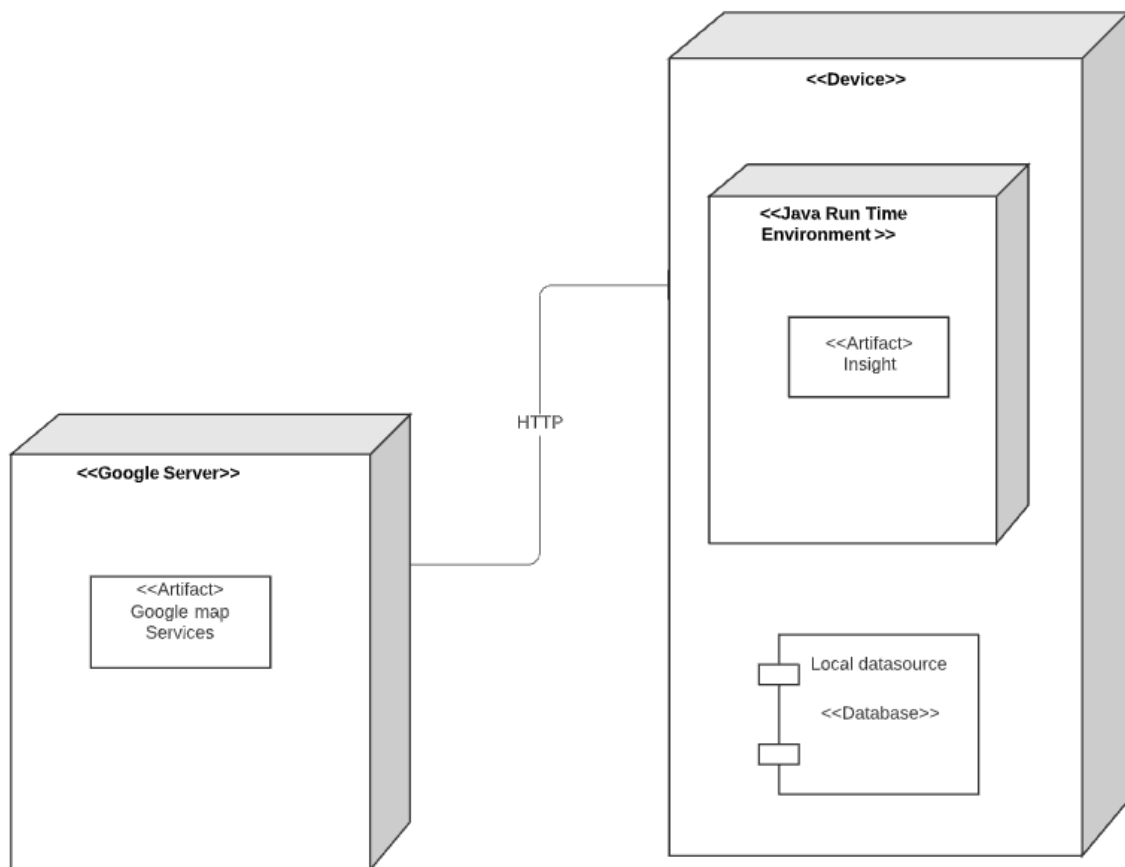 <<Device>>
<<Java Run Time
Environment >>
<<Artifact>
Insight
HTTP
<<Google Server>>
<<Artifact>
Google map
Services
Local datasource
<<Database>>